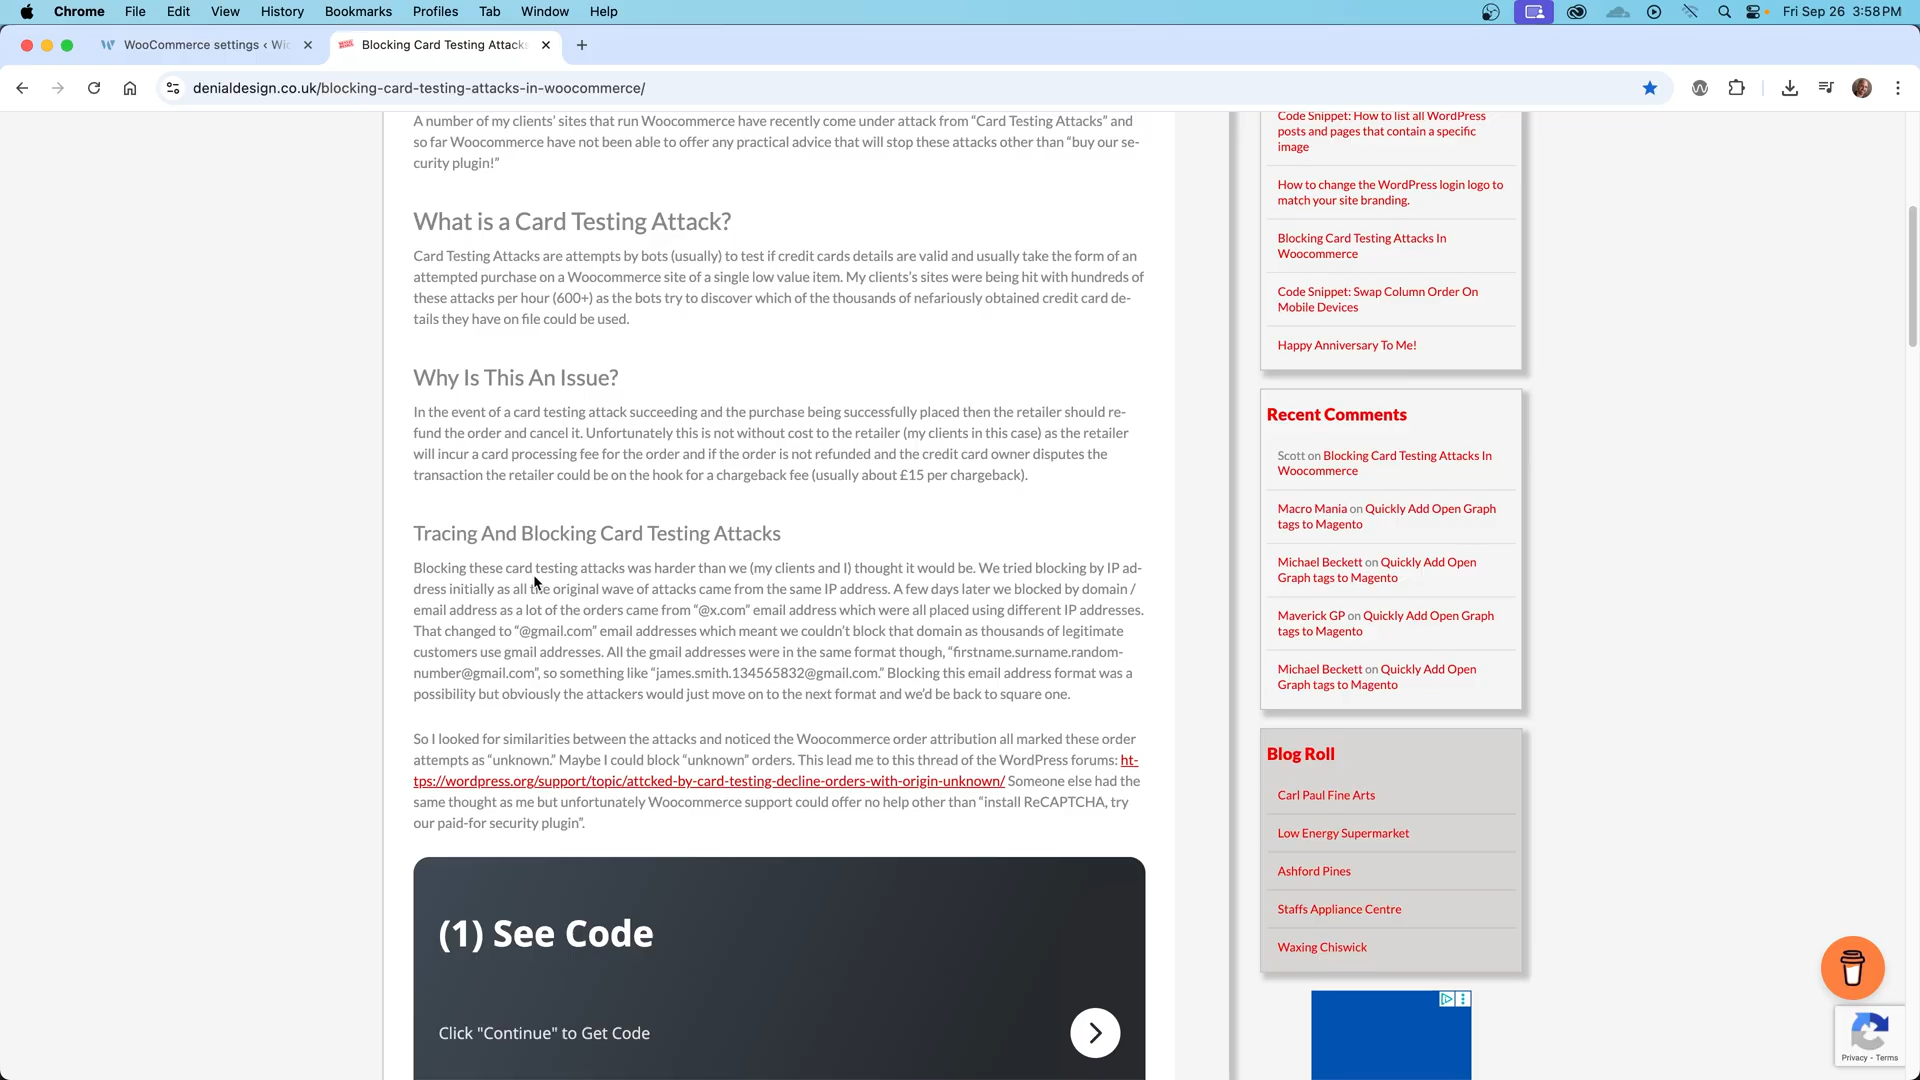 Chrome File Edit View History Bookmarks Profiles Tab Window Help
Fri Sep 26 3:58 PM
WooCommerce settings ‹ Wic
Blocking Card Testing Attacks
denialdesign.co.uk/blocking-card-testing-attacks-in-woocommerce/
A number of my clients’ sites that run Woocommerce have recently come under attack from “Card Testing Attacks” and
so far Woocommerce have not been able to offer any practical advice that will stop these attacks other than “buy our se-
curity plugin!”
What is a Card Testing Attack?
Card Testing Attacks are attempts by bots (usually) to test if credit cards details are valid and usually take the form of an
attempted purchase on a Woocommerce site of a single low value item. My clients’s sites were being hit with hundreds of
these attacks per hour (600+) as the bots try to discover which of the thousands of nefariously obtained credit card de-
tails they have on file could be used.
Why Is This An Issue?
In the event of a card testing attack succeeding and the purchase being successfully placed then the retailer should re-
fund the order and cancel it. Unfortunately this is not without cost to the retailer (my clients in this case) as the retailer
will incur a card processing fee for the order and if the order is not refunded and the credit card owner disputes the
transaction the retailer could be on the hook for a chargeback fee (usually about £15 per chargeback).
Tracing And Blocking Card Testing Attacks
Blocking these card testing attacks was harder than we (my clients and I) thought it would be. We tried blocking by IP ad-
dress initially as all the original wave of attacks came from the same IP address. A few days later we blocked by domain /
email address as a lot of the orders came from “@x.com” email address which were all placed using different IP addresses.
That changed to “@gmail.com” email addresses which meant we couldn’t block that domain as thousands of legitimate
customers use gmail addresses. All the gmail addresses were in the same format though, “firstname.surname.random-
number@gmail.com”, so something like “james.smith.134565832@gmail.com.” Blocking this email address format was a
possibility but obviously the attackers would just move on to the next format and we’d be back to square one.
So I looked for similarities between the attacks and noticed the Woocommerce order attribution all marked these order
attempts as “unknown.” Maybe I could block “unknown” orders. This lead me to this thread of the WordPress forums: ht-
tps://wordpress.org/support/topic/attcked-by-card-testing-decline-orders-with-origin-unknown/ Someone else had the
same thought as me but unfortunately Woocommerce support could offer no help other than “install ReCAPTCHA, try
our paid-for security plugin”.
(1) See Code
Click "Continue" to Get Code
Code Snippet: How to list all WordPress
posts and pages that contain a specific
image
How to change the WordPress login logo to
match your site branding.
Blocking Card Testing Attacks In
Woocommerce
Code Snippet: Swap Column Order On
Mobile Devices
Happy Anniversary To Me!
Recent Comments
Scott on Blocking Card Testing Attacks In
Woocommerce
Macro Mania on Quickly Add Open Graph
tags to Magento
Michael Beckett on Quickly Add Open
Graph tags to Magento
Maverick GP on Quickly Add Open Graph
tags to Magento
Michael Beckett on Quickly Add Open
Graph tags to Magento
Blog Roll
Carl Paul Fine Arts
Low Energy Supermarket
Ashford Pines
Staffs Appliance Centre
Waxing Chiswick
Privacy - Terms